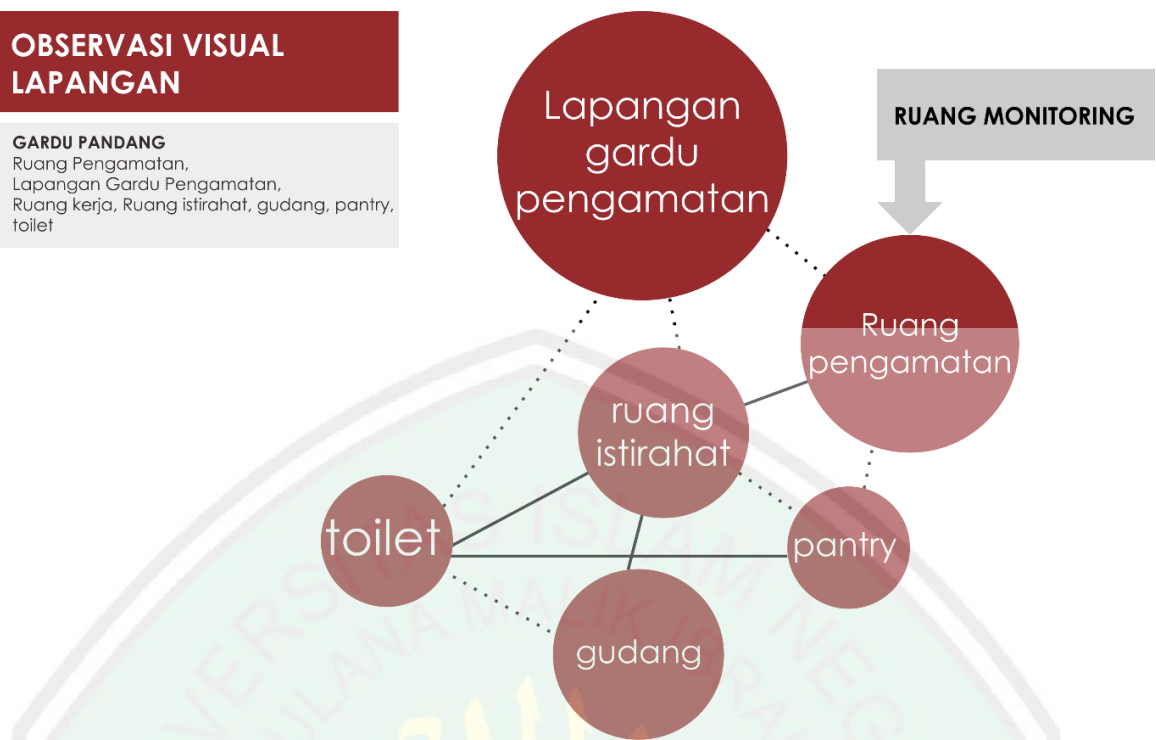 OBSERVASI VISUAL
LAPANGAN
GARDU PANDANG
Ruang Pengamatan,
Lapangan Gardu Pengamatan,
Ruang kerja, Ruang istirahat, gudang, pantry,
toilet
Lapangan
gardu
pengamatan
RUANG MONITORING
Ruang
pengamatan
ruang
istirahat
toilet
pantry
gudang